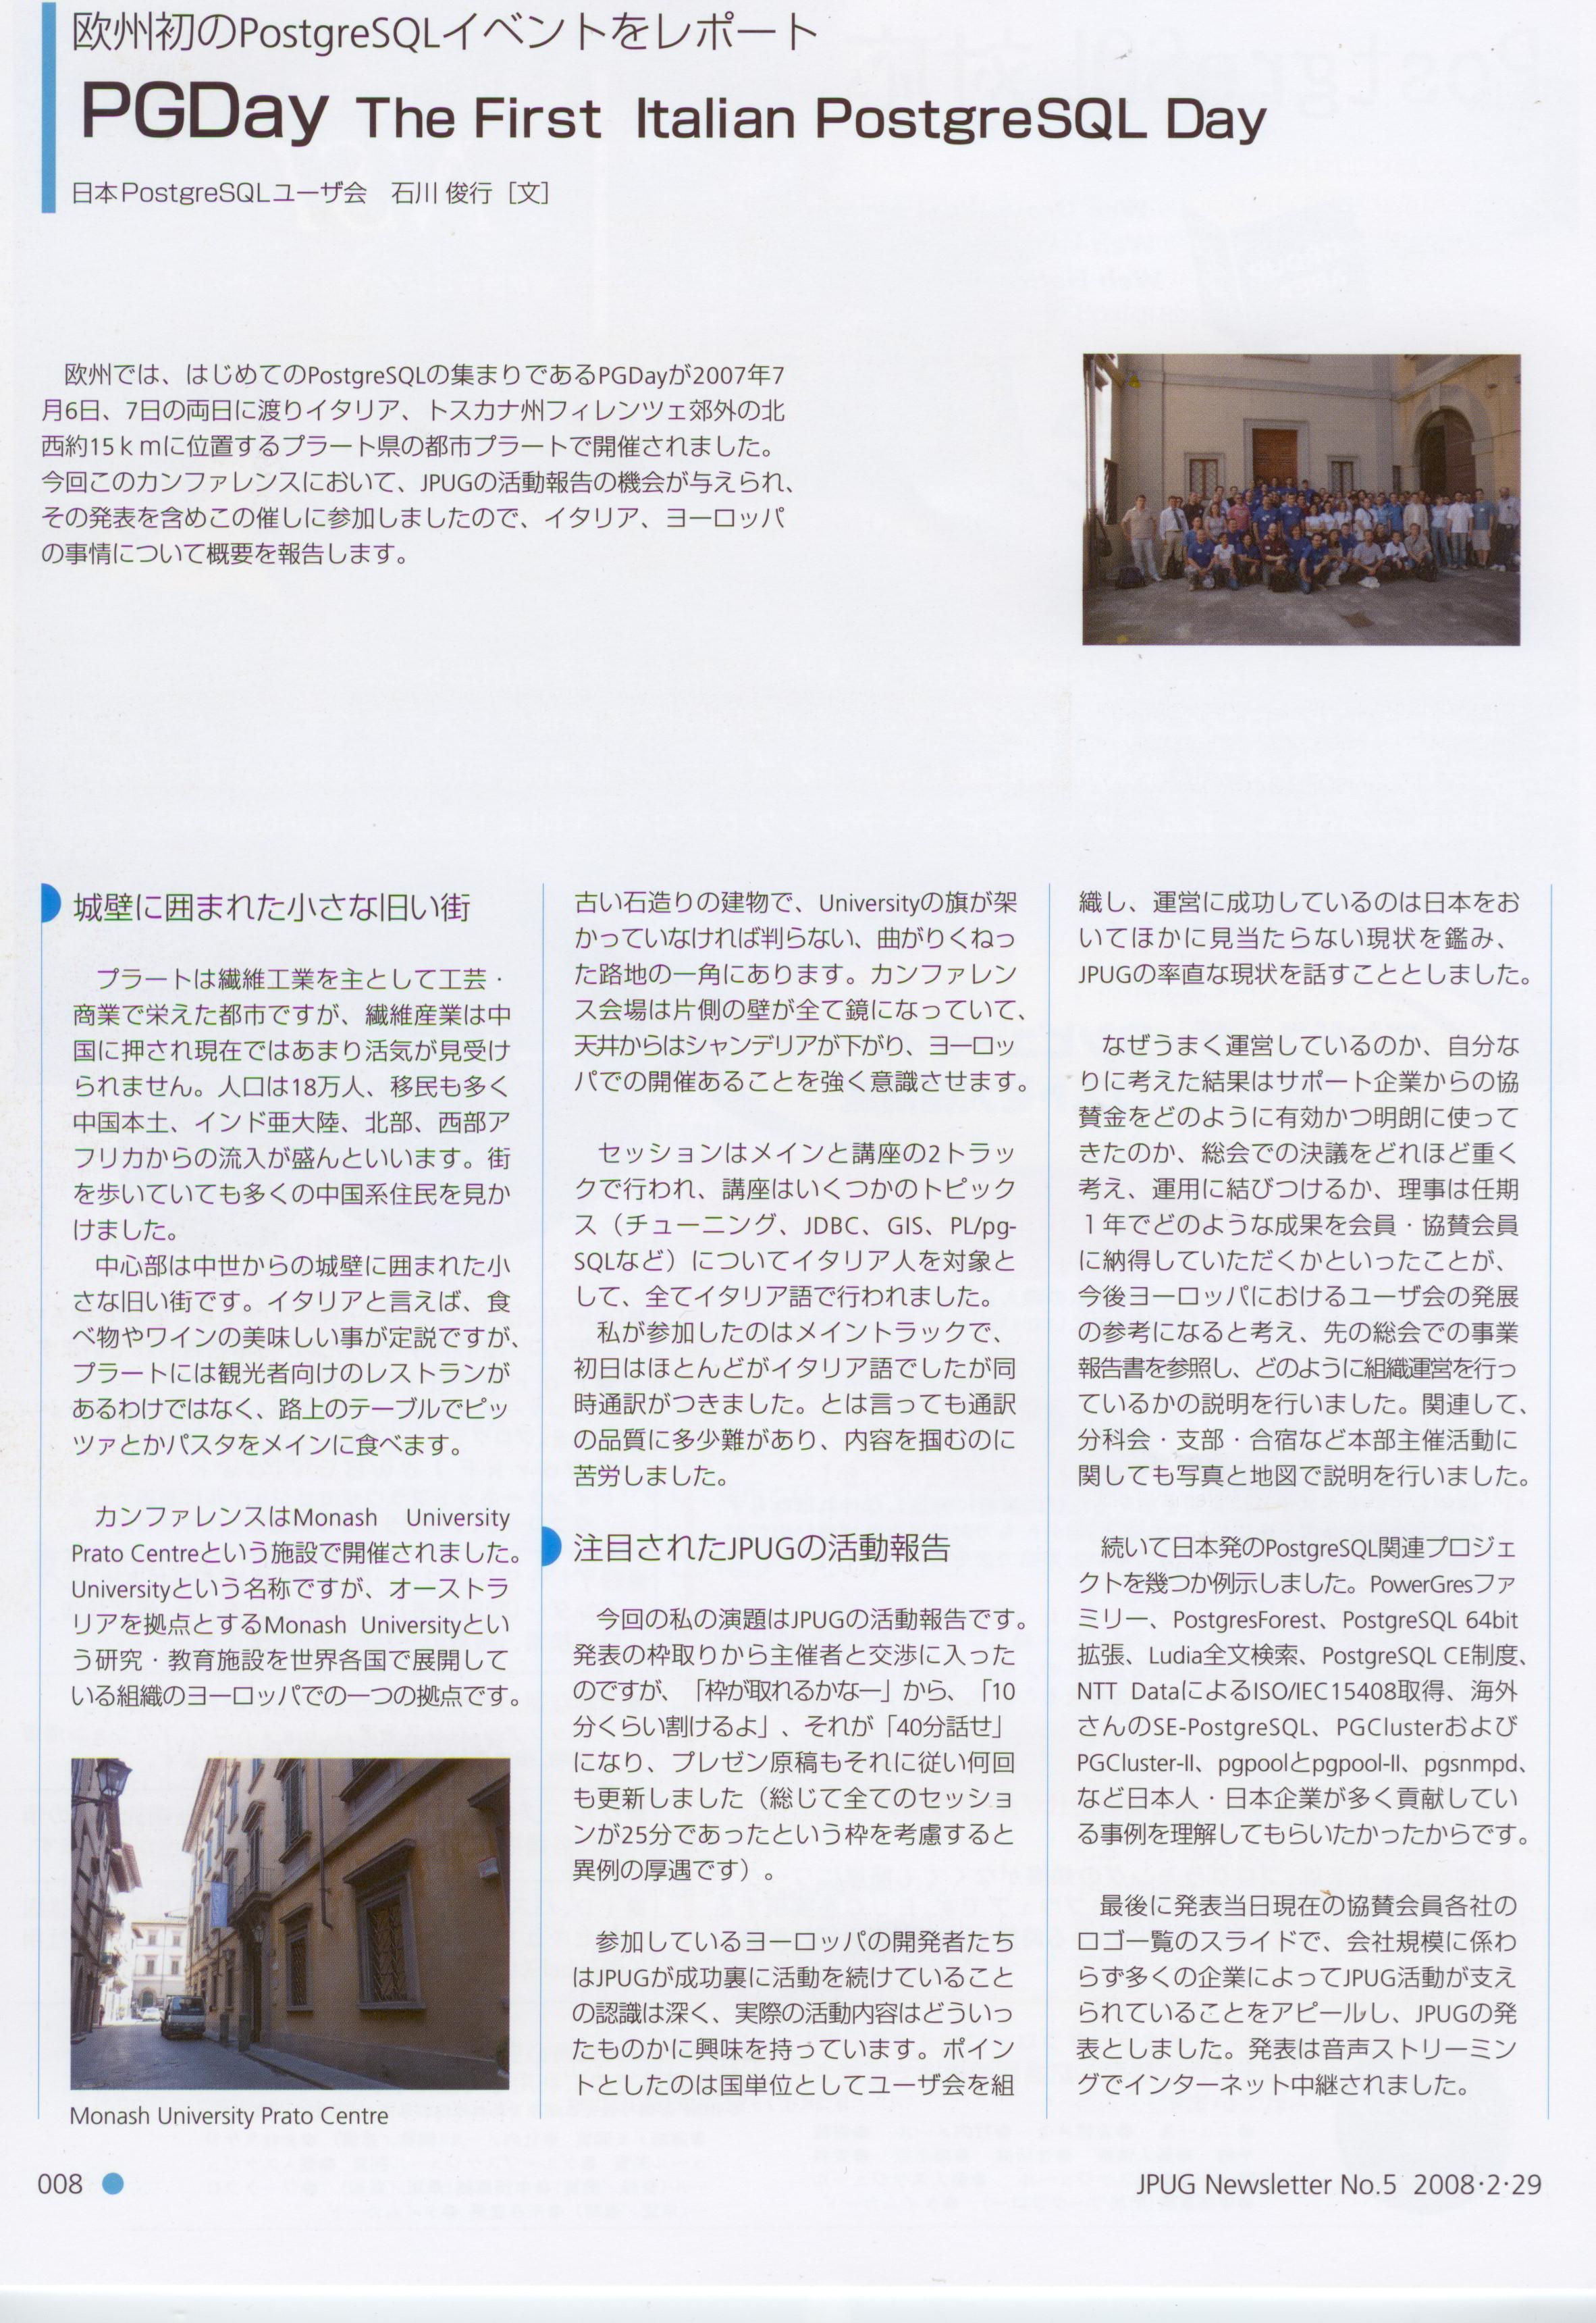 欧州初のPostgreSQLイベントをレポート
PGDay The First Italian PostgreSQL Day
日本PostgreSQLユーザ会 石川 俊行［文］
欧州では、はじめてのPostgreSQLの集まりであるPGDayが2007年7
月6日、7日の両日に渡りイタリア、トスカナ州フィレンツェ郊外の北
西約15ｋｍに位置するプラート県の都市プラートで開催されました。
今回このカンファレンスにおいて、JPUGの活動報告の機会が与えられ、
その発表を含めこの催しに参加しましたので、イタリア、ヨーロッパ
の事情について概要を報告します。
城壁に囲まれた小さな旧い街
プラートは繊維工業を主として工芸・
商業で栄えた都市ですが、繊維産業は中
国に押され現在ではあまり活気が見受け
られません。人口は18万人、移民も多く
中国本土、インド亜大陸、北部、西部ア
フリカからの流入が盛んといいます。街
を歩いていても多くの中国系住民を見か
けました。
中心部は中世からの城壁に囲まれた小
さな旧い街です。イタリアと言えば、食
べ物やワインの美味しい事が定説ですが、
プラートには観光者向けのレストランが
あるわけではなく、路上のテーブルでピッ
ツァとかパスタをメインに食べます。
カンファレンスはMonash University
Prato Centreという施設で開催されました。
Universityという名称ですが、オーストラ
リアを拠点とするMonash Universityとい
う研究・教育施設を世界各国で展開して
いる組織のヨーロッパでの一つの拠点です。
Monash University Prato Centre
古い石造りの建物で、Universityの旗が架
かっていなければ判らない、曲がりくねっ
た路地の一角にあります。カンファレン
ス会場は片側の壁が全て鏡になっていて、
天井からはシャンデリアが下がり、ヨーロッ
パでの開催あることを強く意識させます。
セッションはメインと講座の2トラッ
クで行われ、講座はいくつかのトピック
ス（チューニング、JDBC、GIS、PL/pg-
SQLなど）についてイタリア人を対象と
して、全てイタリア語で行われました。
私が参加したのはメイントラックで、
初日はほとんどがイタリア語でしたが同
時通訳がつきました。とは言っても通訳
の品質に多少難があり、内容を掴むのに
苦労しました。
注目されたJPUGの活動報告
今回の私の演題はJPUGの活動報告です。
発表の枠取りから主催者と交渉に入った
のですが、「枠が取れるかなー」から、「10
分くらい割けるよ」、それが「40分話せ」
になり、プレゼン原稿もそれに従い何回
も更新しました（総じて全てのセッショ
ンが25分であったという枠を考慮すると
異例の厚遇です）。
参加しているヨーロッパの開発者たち
はJPUGが成功裏に活動を続けていること
の認識は深く、実際の活動内容はどういっ
たものかに興味を持っています。ポイン
トとしたのは国単位としてユーザ会を組
織し、運営に成功しているのは日本をお
いてほかに見当たらない現状を鑑み、
JPUGの率直な現状を話すこととしました。
なぜうまく運営しているのか、自分な
りに考えた結果はサポート企業からの協
賛金をどのように有効かつ明朗に使って
きたのか、総会での決議をどれほど重く
考え、運用に結びつけるか、理事は任期
１年でどのような成果を会員・協賛会員
に納得していただくかといったことが、
今後ヨーロッパにおけるユーザ会の発展
の参考になると考え、先の総会での事業
報告書を参照し、どのように組織運営を行っ
ているかの説明を行いました。関連して、
分科会・支部・合宿など本部主催活動に
関しても写真と地図で説明を行いました。
続いて日本発のPostgreSQL関連プロジェ
クトを幾つか例示しました。PowerGresファ
ミリー、PostgresForest、PostgreSQL 64bit
拡張、Ludia全文検索、PostgreSQL CE制度、
NTT DataによるISO/IEC15408取得、海外
さんのSE-PostgreSQL、PGClusterおよび
PGCluster-II、pgpoolとpgpool-II、pgsnmpd、
など日本人・日本企業が多く貢献してい
る事例を理解してもらいたかったからです。
最後に発表当日現在の協賛会員各社の
ロゴ一覧のスライドで、会社規模に係わ
らず多くの企業によってJPUG活動が支え
られていることをアピールし、JPUGの発
表としました。発表は音声ストリーミン
グでインターネット中継されました。
008
JPUG Newsletter No.5 2008・2・29